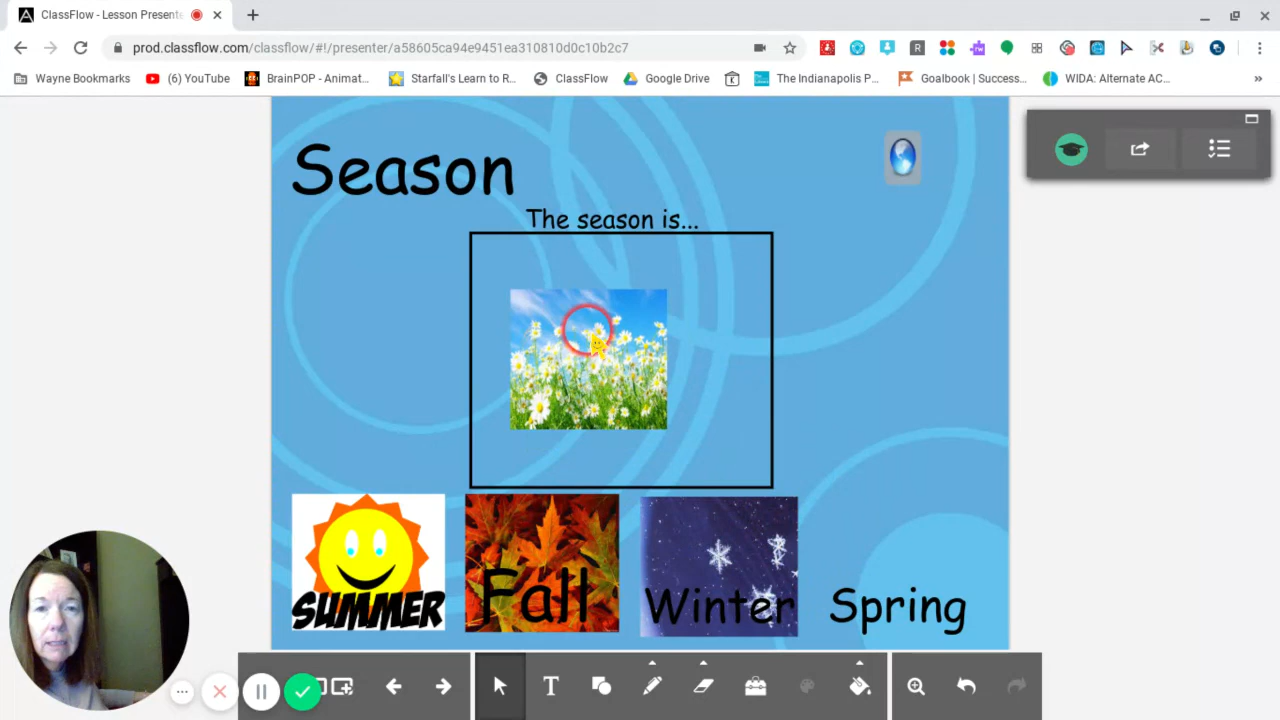 ClassFlow - Lesson Presente
prod.classflow.com/classflow/#!/presenter/a58605ca94e9451ea310810d0c10b2c7
Wayne Bookmarks
(6) YouTube
BrainPOP - Animat...
Starfall's Learn to R...
ClassFlow
Google Drive
The Indianapolis P...
Goalbook | Success...
WIDA: Alternate AC...
»
Season
The season is...
SUMMER
Fall
Winter
Spring
T